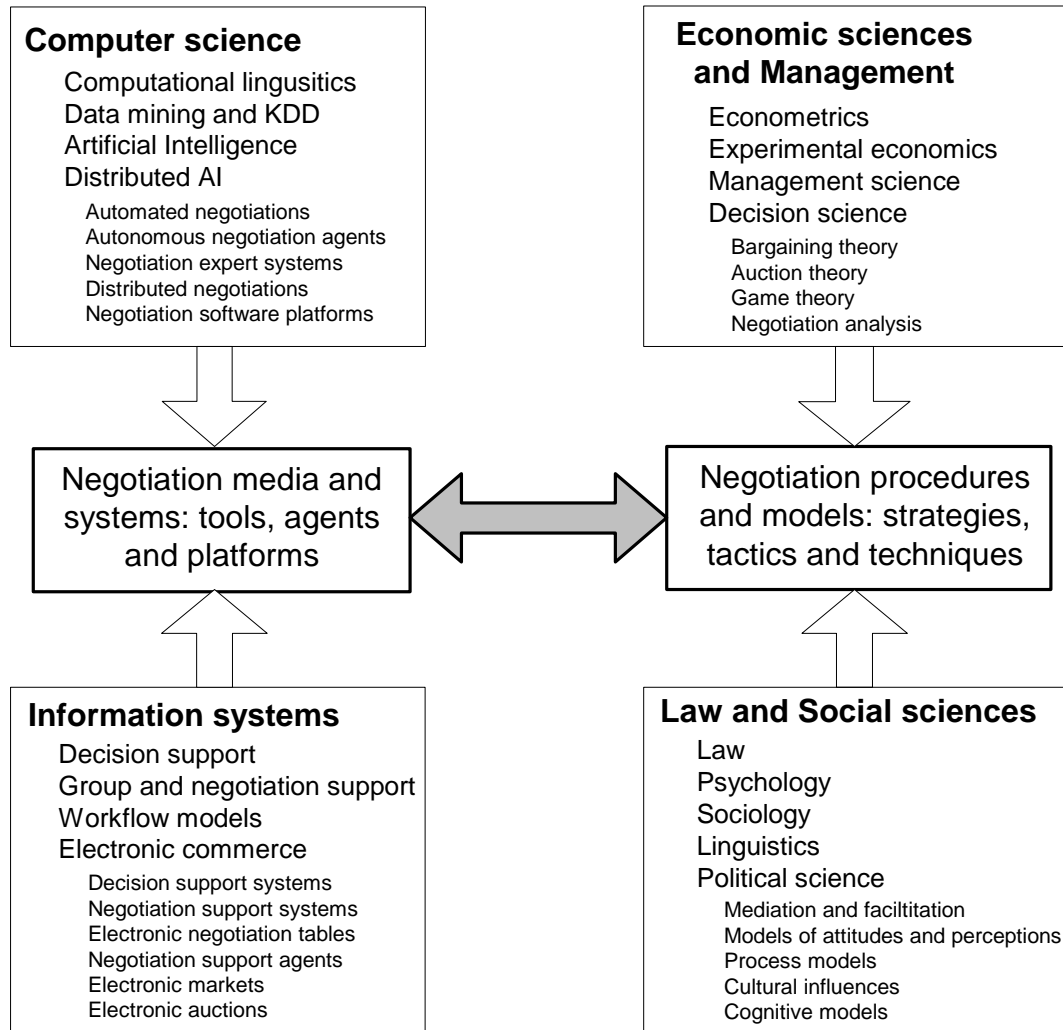 Computer science
Computational lingusitics
Data mining and KDD
Artificial Intelligence
Distributed AI
Automated negotiations
Autonomous negotiation agents
Negotiation expert systems
Distributed negotiations
Negotiation software platforms
Economic sciences
and Management
Econometrics
Experimental economics
Management science
Decision science
Bargaining theory
Auction theory
Game theory
Negotiation analysis
Negotiation media and
systems: tools, agents
and platforms
Negotiation procedures
and models: strategies,
tactics and techniques
Information systems
Decision support
Group and negotiation support
Workflow models
Electronic commerce
Decision support systems
Negotiation support systems
Electronic negotiation tables
Negotiation support agents
Electronic markets
Electronic auctions
Law and Social sciences
Law
Psychology
Sociology
Linguistics
Political science
Mediation and faciltitation
Models of attitudes and perceptions
Process models
Cultural influences
Cognitive models